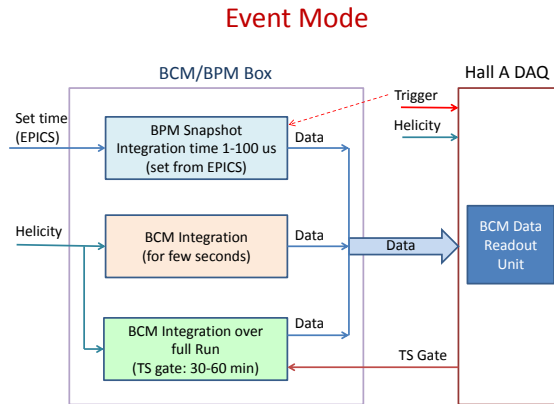 Event Mode
BCM/BPM Box
Hall A DAQ
Set time
(EPICS)
BPM Snapshot
Integration time 1-100 us
(set from EPICS)
Data
Trigger
Helicity
Helicity
BCM Integration
(for few seconds)
Data
Data
BCM Data
Readout
Unit
BCM Integration over
full Run
(TS gate: 30-60 min)
Data
TS Gate